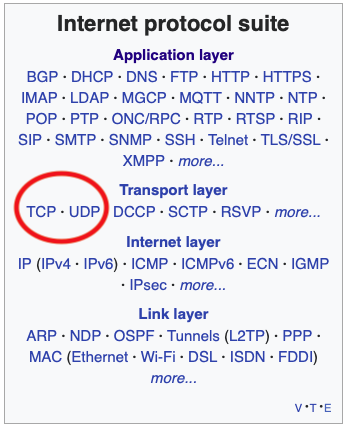 Internet protocol suite
Application layer
BGP · DHCP · DNS · FTP · HTTP · HTTPS ·
IMAP · LDAP · MGCP · MQTT · NNTP · NTP ·
POP · PTP · ONC/RPC · RTP · RTSP · RIP ·
SIP · SMTP · SNMP · SSH · Telnet · TLS/SSL ·
XMPP · more...
Transport layer
TCP · UDP · DCCP · SCTP · RSVP · more...
Internet layer
IP (IPv4 · IPv6) · ICMP · ICMPv6 · ECN · IGMP
· IPsec · more...
Link layer
ARP · NDP · OSPF · Tunnels (L2TP) · PPP ·
MAC (Ethernet · Wi-Fi · DSL · ISDN · FDDI)
more...
V · T · E